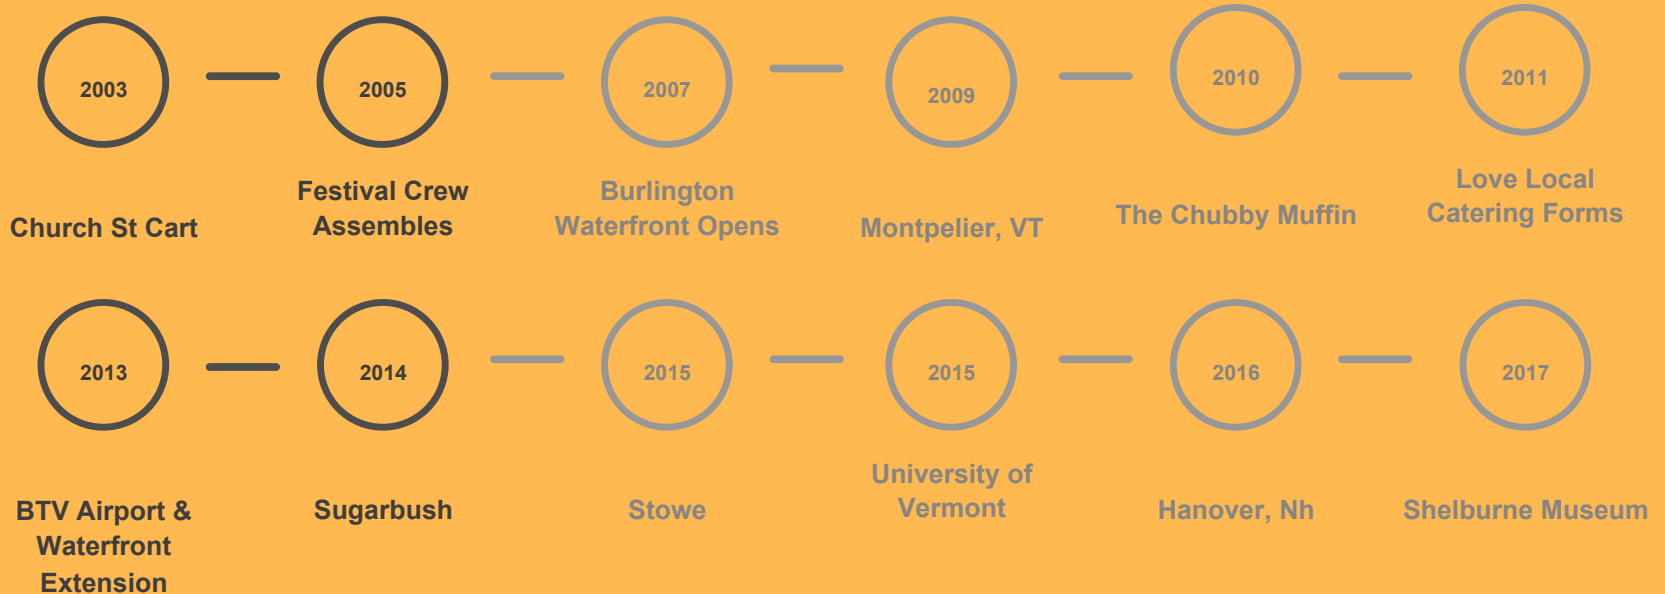 2003
2005
2007
2009
2010
2011
Church St Cart
Festival Crew
Assembles
Burlington
Waterfront Opens
Montpelier, VT
The Chubby Muffin
Love Local
Catering Forms
2013
2014
2015
2015
2016
2017
BTV Airport &
Waterfront
Extension
Sugarbush
Stowe
University of
Vermont
Hanover, Nh
Shelburne Museum